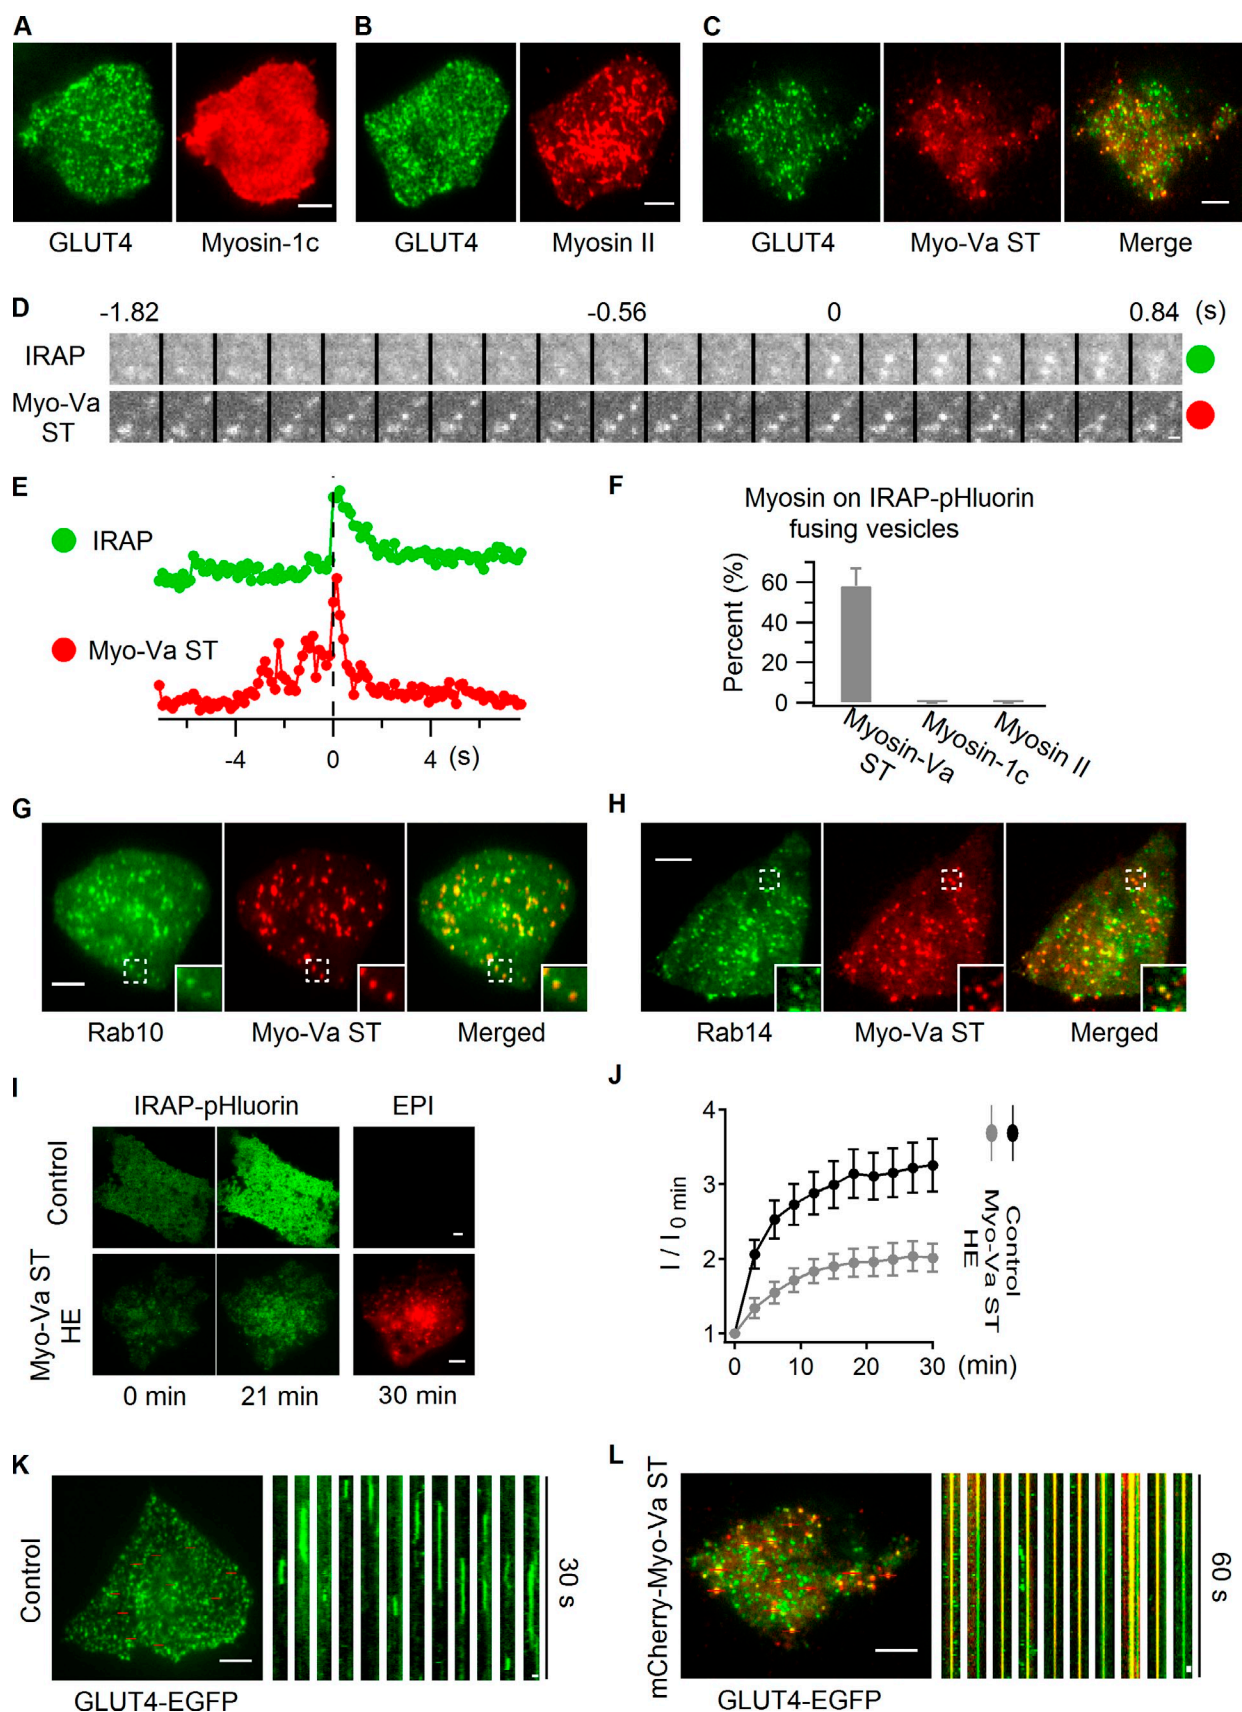 A
B
C
GLUT4
Myosin-1c
GLUT4
Myosin II
GLUT4
Myo-Va ST
Merge
D
-1.82
-0.56
0
0.84
(s)
IRAP
Myo-Va
ST
E
IRAP
Myo-Va ST
-4
0
4
(s)
F
Myosin on IRAP-pHluorin
fusing vesicles
Percent (%)
60
40
20
0
Myosin-Va
ST
Myosin-1c
Myosin II
G
Rab10
Myo-Va ST
Merged
H
Rab14
Myo-Va ST
Merged
I
IRAP-pHluorin
EPI
Control
Myo-Va ST
HE
0 min
21 min
30 min
J
I / I 0 min
4
3
2
1
0
10
20
30
(min)
Control
Myo-Va ST
HE
K
Control
GLUT4-EGFP
30 s
L
mCherry-Myo-Va ST
GLUT4-EGFP
60 s